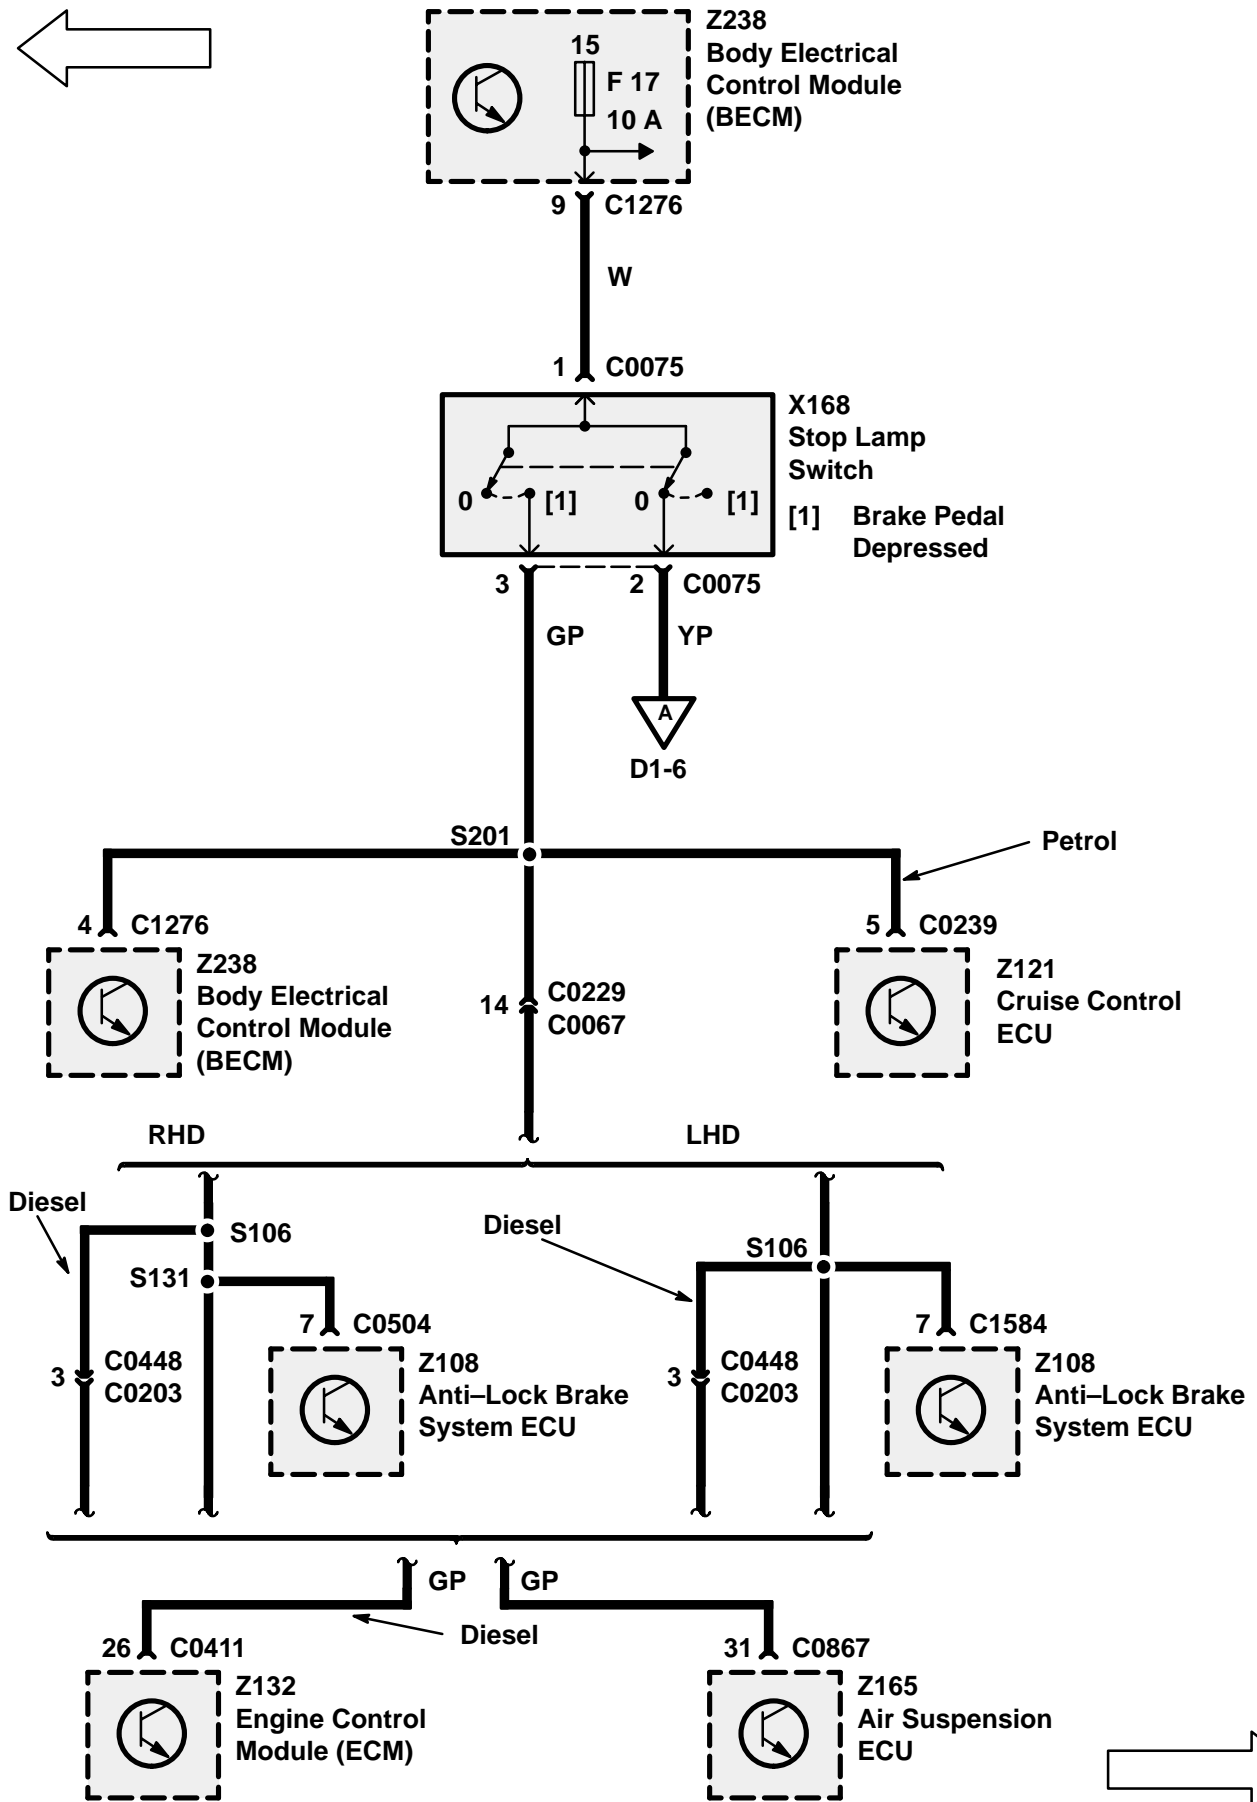 Z238
Body Electrical
Control Module
(BECM)
15
F 17
10 A
9 C1276
W
1 C0075
X168
Stop Lamp
Switch
[1] Brake Pedal
Depressed
0 [1] 0 [1]
3 2 C0075
GP YP
A
D1-6
S201
Petrol
4 C1276
Z238
Body Electrical
Control Module
(BECM)
14 C0229
C0067
5 C0239
Z121
Cruise Control
ECU
RHD LHD
Diesel
S106
S131
7 C0504
3 C0448
C0203
Z108
Anti–Lock Brake
System ECU
Diesel
S106
7 C1584
3 C0448
C0203
Z108
Anti–Lock Brake
System ECU
GP GP
Diesel
26 C0411
Z132
Engine Control
Module (ECM)
31 C0867
Z165
Air Suspension
ECU